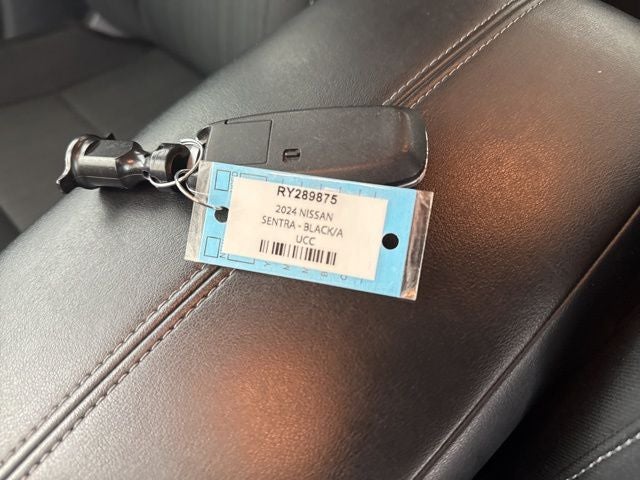 RY289875
2024 NISSAN
SENTRA - BLACK/A
UCC